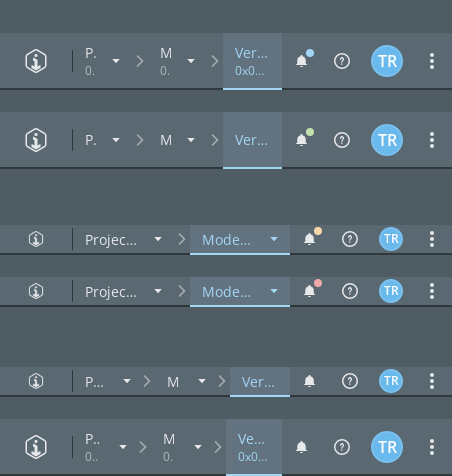 P.. M Ver... TR
0. 0. 0x0...
P.. M Ver... TR
Projec... Mode... TR
Projec... Mode... TR
P... M Ver... TR
P.. M Ve... TR
0.. 0. 0x0...